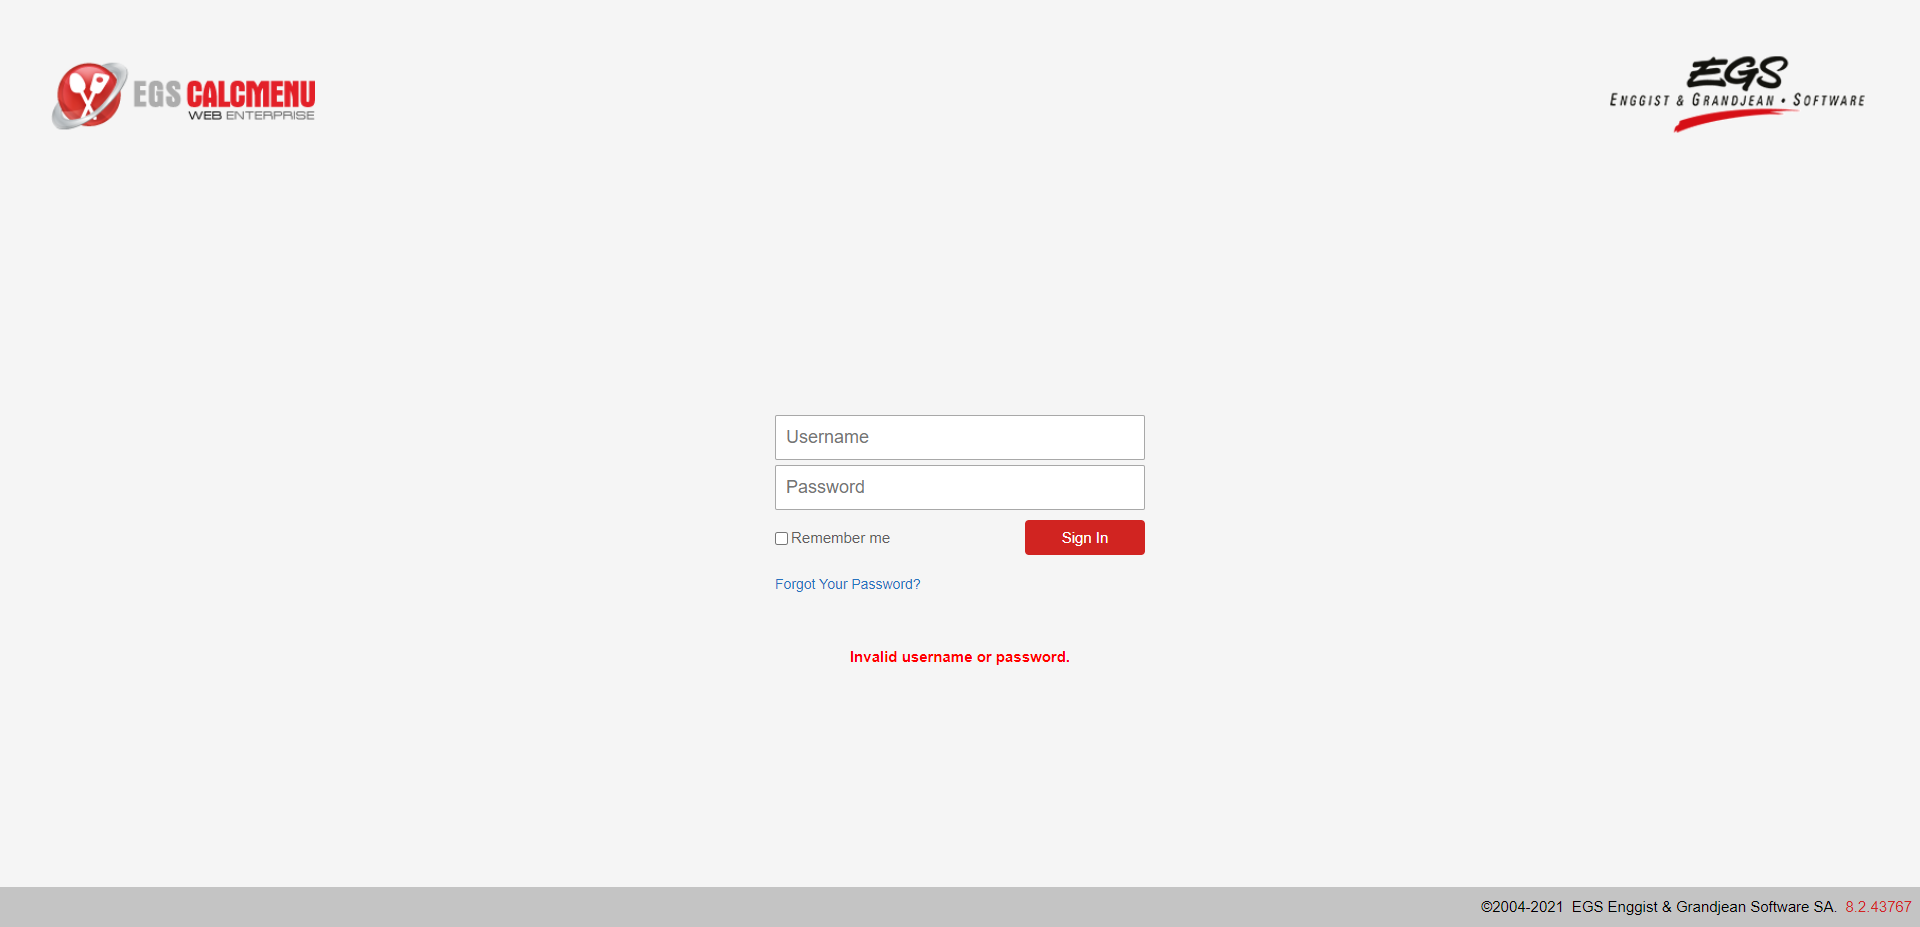 EGS CALCMENU
WEB ENTERPRISE
EGS
ENGGIST & GRANDJEAN • SOFTWARE
Username
Password
Remember me
Sign In
Forgot Your Password?
Invalid username or password.
©2004-2021 EGS Enggist & Grandjean Software SA. 8.2.43767